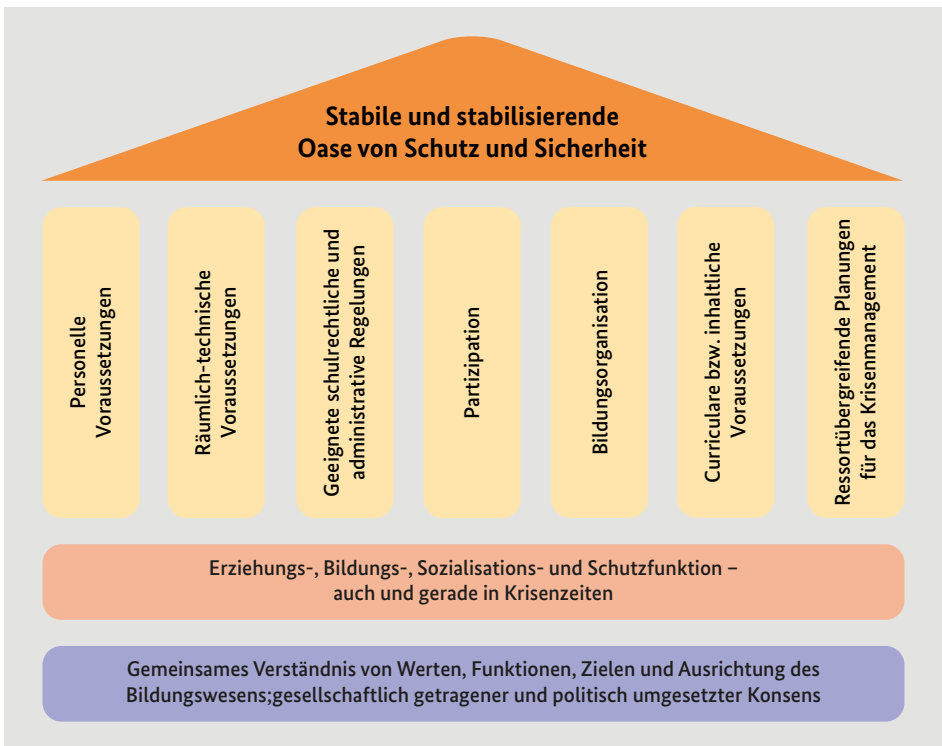 Stabile und stabilisierende
Oase von Schutz und Sicherheit
Personelle
Voraussetzungen
Räumlich-technische
Voraussetzungen
Geeignete schulrechtliche und
administrative Regelungen
Partizipation
Bildungsorganisation
Curriculare bzw. inhaltliche
Voraussetzungen
Ressortübergreifende Planungen
für das Krisenmanagement
Erziehungs-, Bildungs-, Sozialisations- und Schutzfunktion –
auch und gerade in Krisenzeiten
Gemeinsames Verständnis von Werten, Funktionen, Zielen und Ausrichtung des
Bildungswesens;gesellschaftlich getragener und politisch umgesetzter Konsens